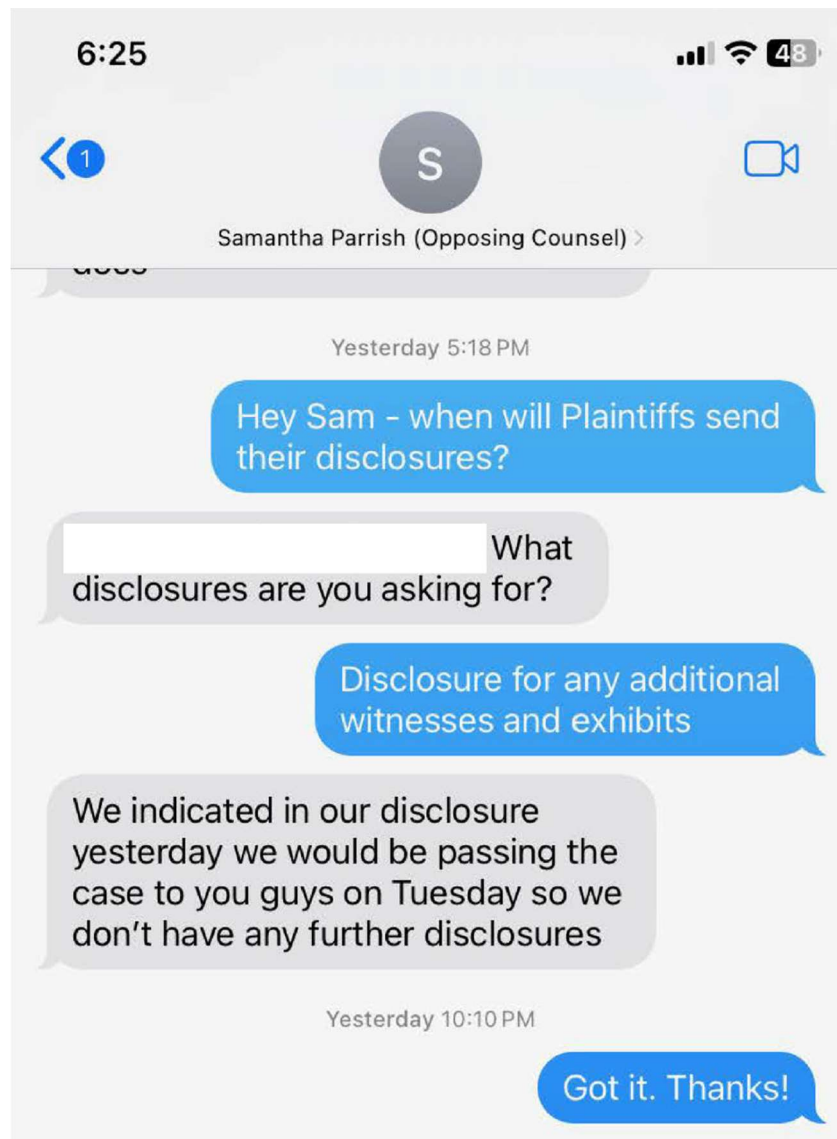 6:25
48
1
S
Samantha Parrish (Opposing Counsel) >
Yesterday 5:18 PM
Hey Sam - when will Plaintiffs send
their disclosures?
What
disclosures are you asking for?
Disclosure for any additional
witnesses and exhibits
We indicated in our disclosure
yesterday we would be passing the
case to you guys on Tuesday so we
don't have any further disclosures
Yesterday 10:10 PM
Got it. Thanks!